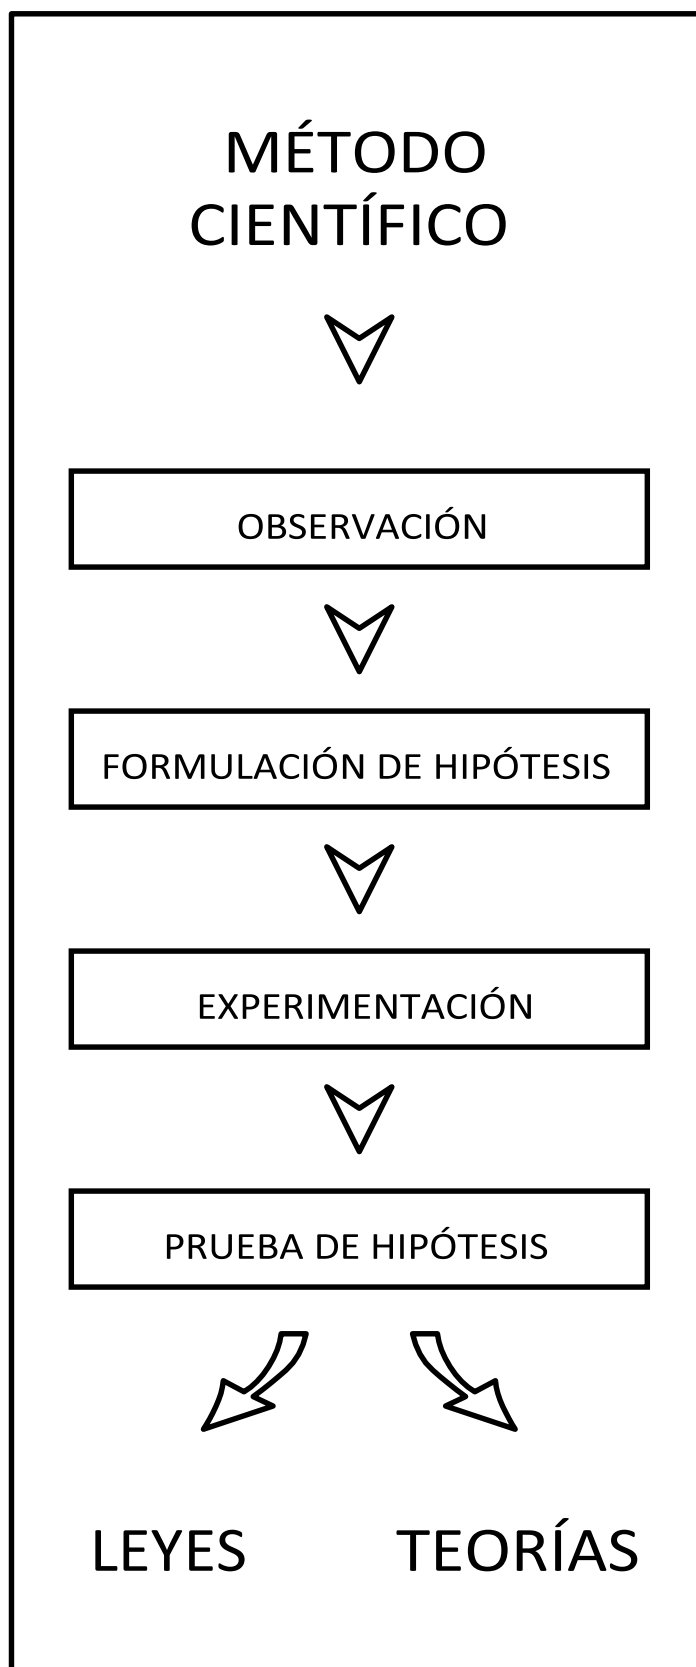 MÉTODO
CIENTÍFICO
OBSERVACIÓN
FORMULACIÓN DE HIPÓTESIS
EXPERIMENTACIÓN
PRUEBA DE HIPÓTESIS
LEYES TEORÍAS